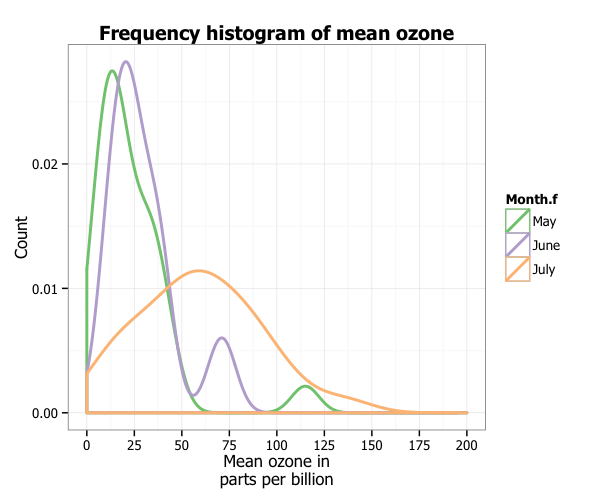 Frequency histogram of mean ozone
Count
0.02
0.01
0.00
0 25 50 75 100 125 150 175 200
Mean ozone in
parts per billion
Month.f
May
June
July